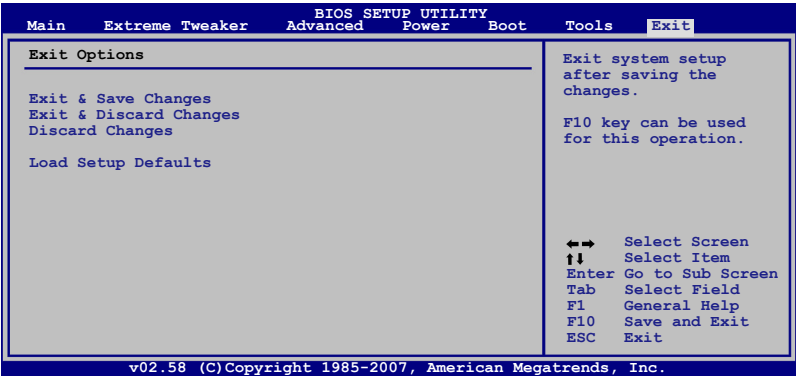 BIOS SETUP UTILITY
Main Extreme Tweaker Advanced Power Boot Tools Exit
Exit Options
Exit & Save Changes
Exit & Discard Changes
Discard Changes
Load Setup Defaults
Exit system setup
after saving the
changes.
F10 key can be used
for this operation.
←→ Select Screen
↑↓ Select Item
Enter Go to Sub Screen
Tab Select Field
F1 General Help
F10 Save and Exit
ESC Exit
v02.58 (C)Copyright 1985-2007, American Megatrends, Inc.